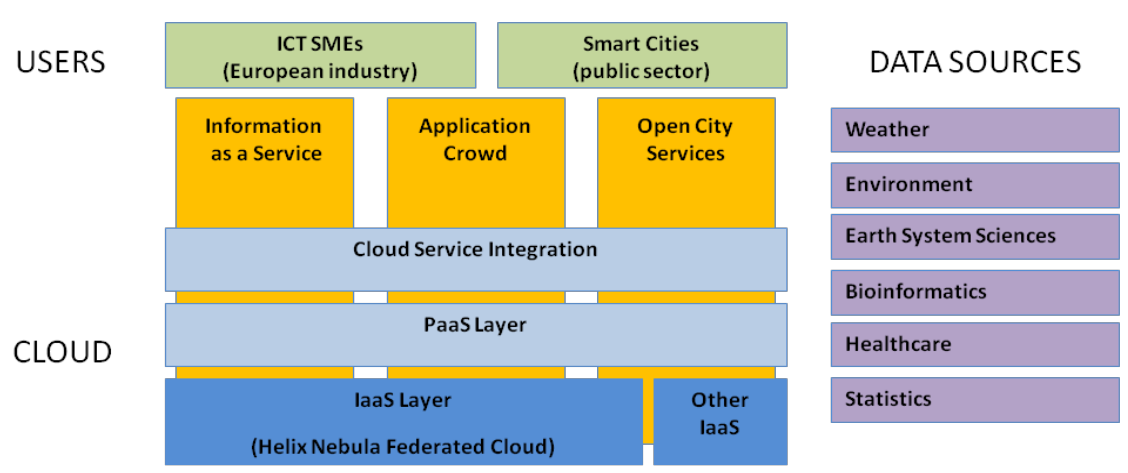 USERS
ICT SMEs
(European industry)
Smart Cities
(public sector)
DATA SOURCES
Information
as a Service
Application
Crowd
Open City
Services
Weather
Environment
Earth System Sciences
Bioinformatics
Healthcare
Statistics
Cloud Service Integration
PaaS Layer
CLOUD
IaaS Layer
(Helix Nebula Federated Cloud)
Other
IaaS